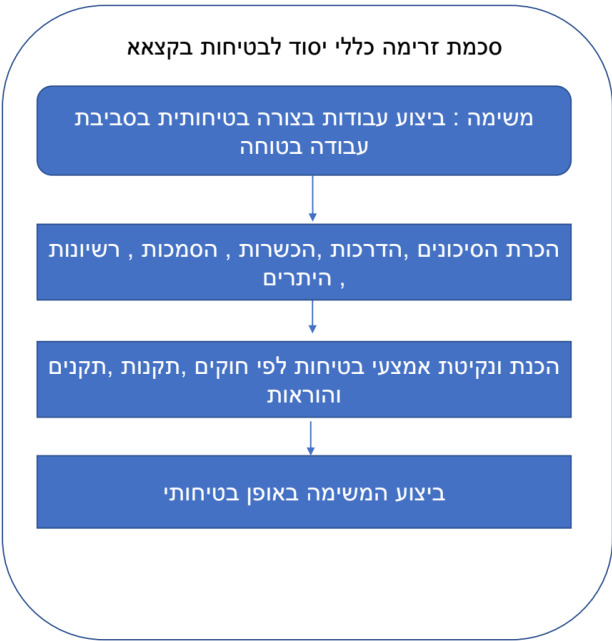 סכמת זרימה כללי יסוד לבטיחות בקצאא
משימה : ביצוע עבודות בצורה בטיחותית בסביבת
עבודה בטוחה
הכרת הסיכונים ,הדרכות ,הכשרות , הסמכות , רשיונות
, היתרים
הכנת ונקיטת אמצעי בטיחות לפי חוקים ,תקנות ,תקנים
והוראות
ביצוע המשימה באופן בטיחותי